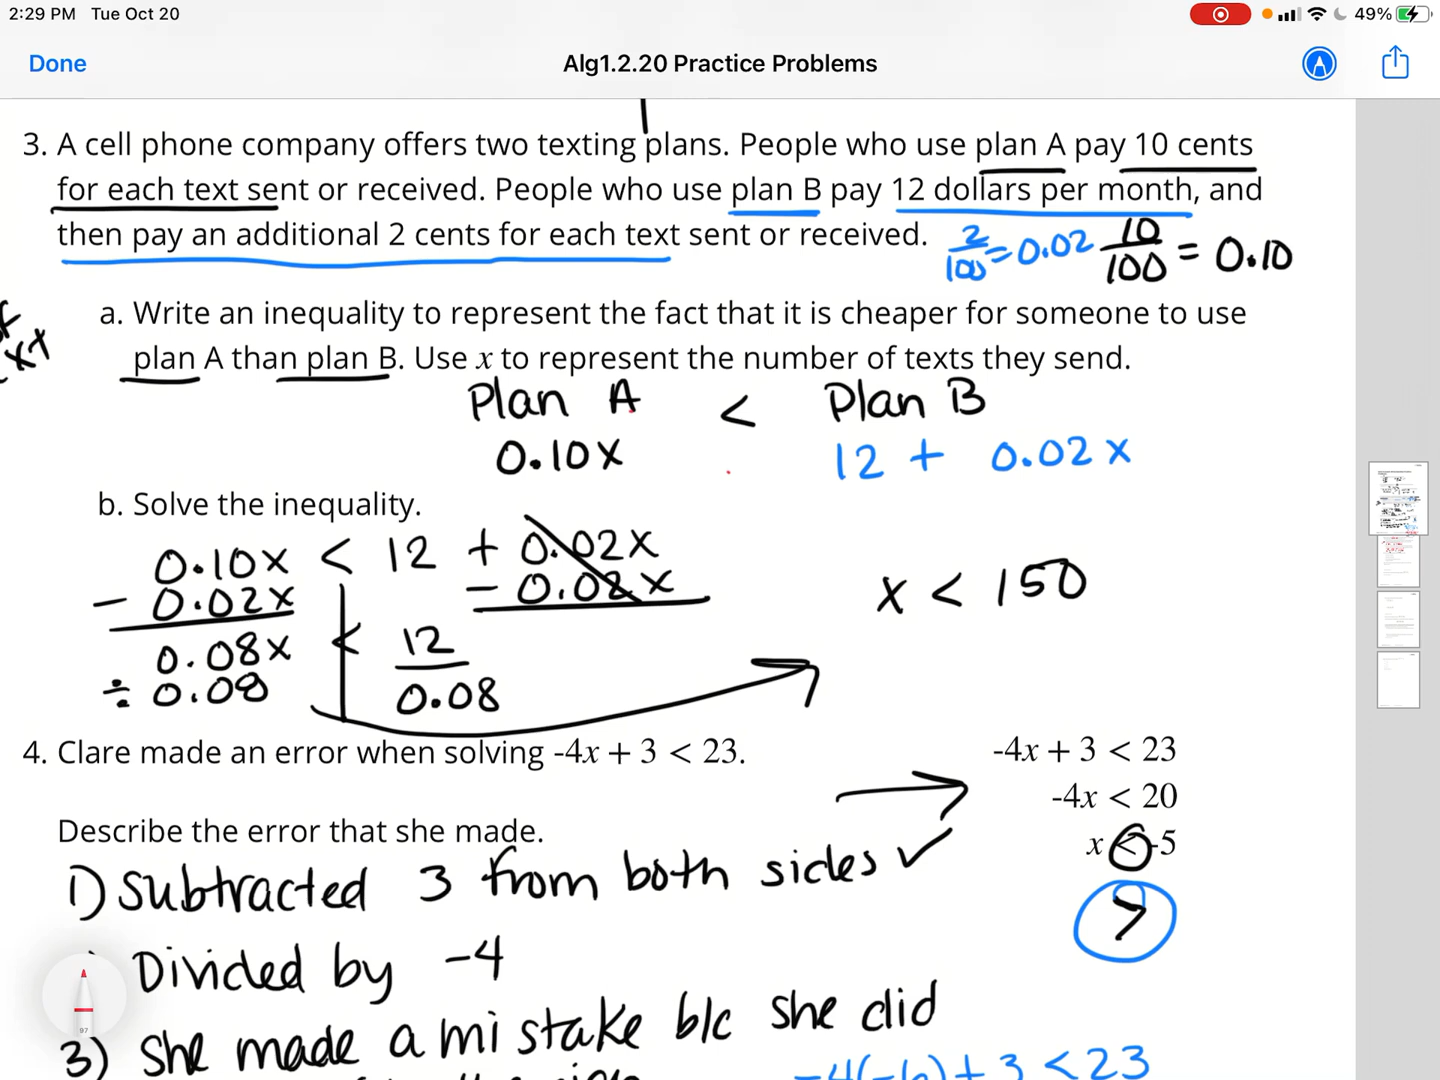 2:29 PM Tue Oct 20
49%
Done
Alg1.2.20 Practice Problems
3. A cell phone company offers two texting plans. People who use plan A pay 10 cents
for each text sent or received. People who use plan B pay 12 dollars per month, and
then pay an additional 2 cents for each text sent or received.
2/100 = 0.02 10/100 = 0.10
a. Write an inequality to represent the fact that it is cheaper for someone to use
plan A than plan B. Use x to represent the number of texts they send.
Plan A < Plan B
0.10x 12 + 0.02x
b. Solve the inequality.
0.10x < 12 + 0.02x
- 0.02x - 0.02x
0.08x < 12
÷ 0.08 0.08
x < 150
4. Clare made an error when solving -4x + 3 < 23.
-4x + 3 < 23
-4x < 20
x < -5
>
Describe the error that she made.
1) Subtracted 3 from both sides ✓
Divided by -4
3) She made a mistake b/c she did
-4(-6) + 3 < 23
97